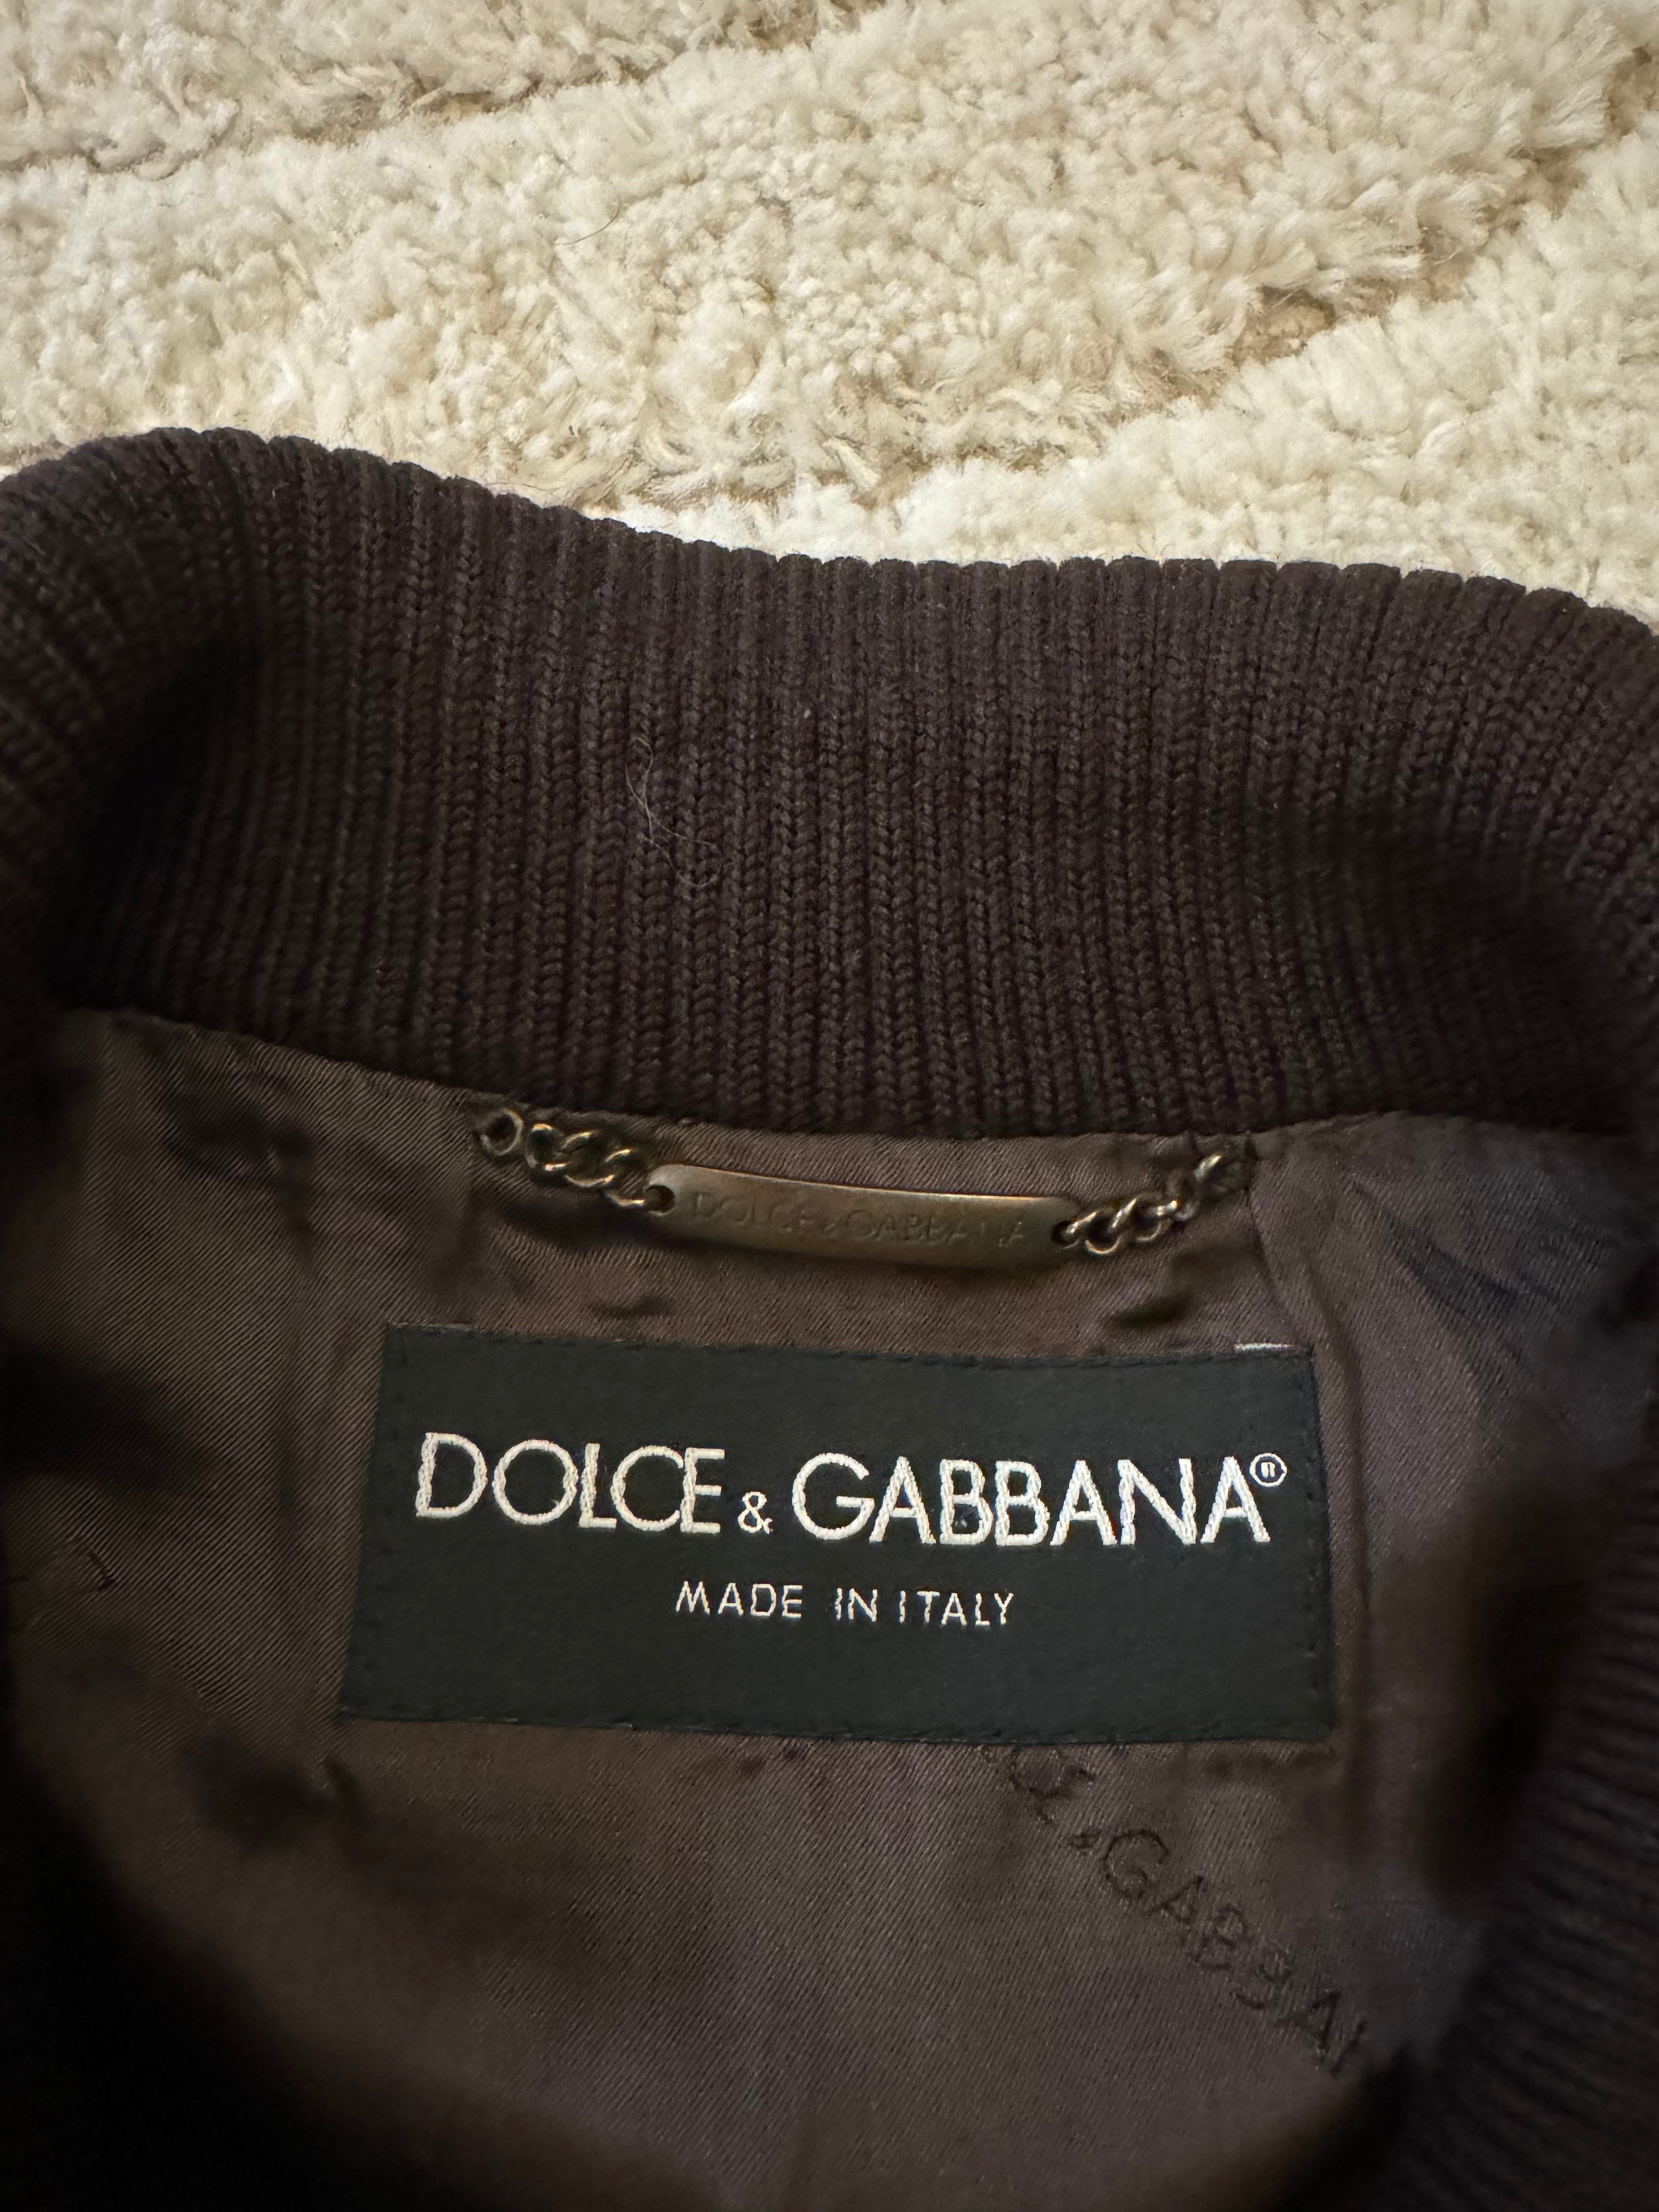 DOLCE & GABBANA
DOLCE & GABBANA®
MADE IN ITALY
& GABBAN